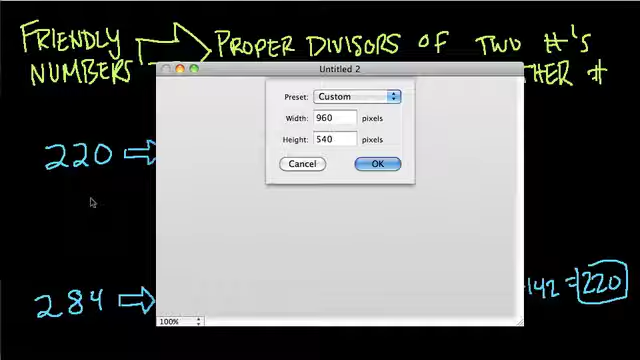 FRIENDLY PROPER DIVISORS OF TWO #'S
NUMBERS
Untitled 2
Preset: Custom
Width: 960 pixels
Height: 540 pixels
Cancel OK
220
284 142 = 220
100%